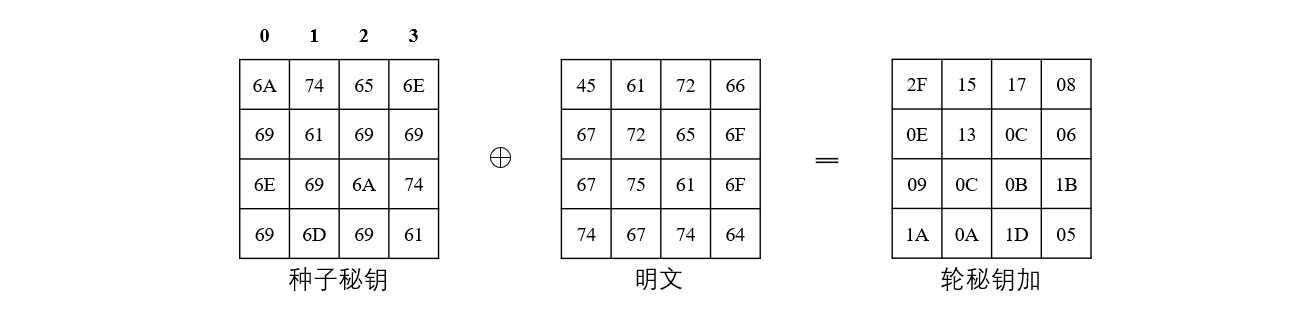 0 1 2 3
6A 74 65 6E 45 61 72 66 2F 15 17 08
69 61 69 69 67 72 65 6F 0E 13 0C 06
⊕ =
6E 69 6A 74 67 75 61 6F 09 0C 0B 1B
69 6D 69 61 74 67 74 64 1A 0A 1D 05
种子秘钥 明文 轮秘钥加